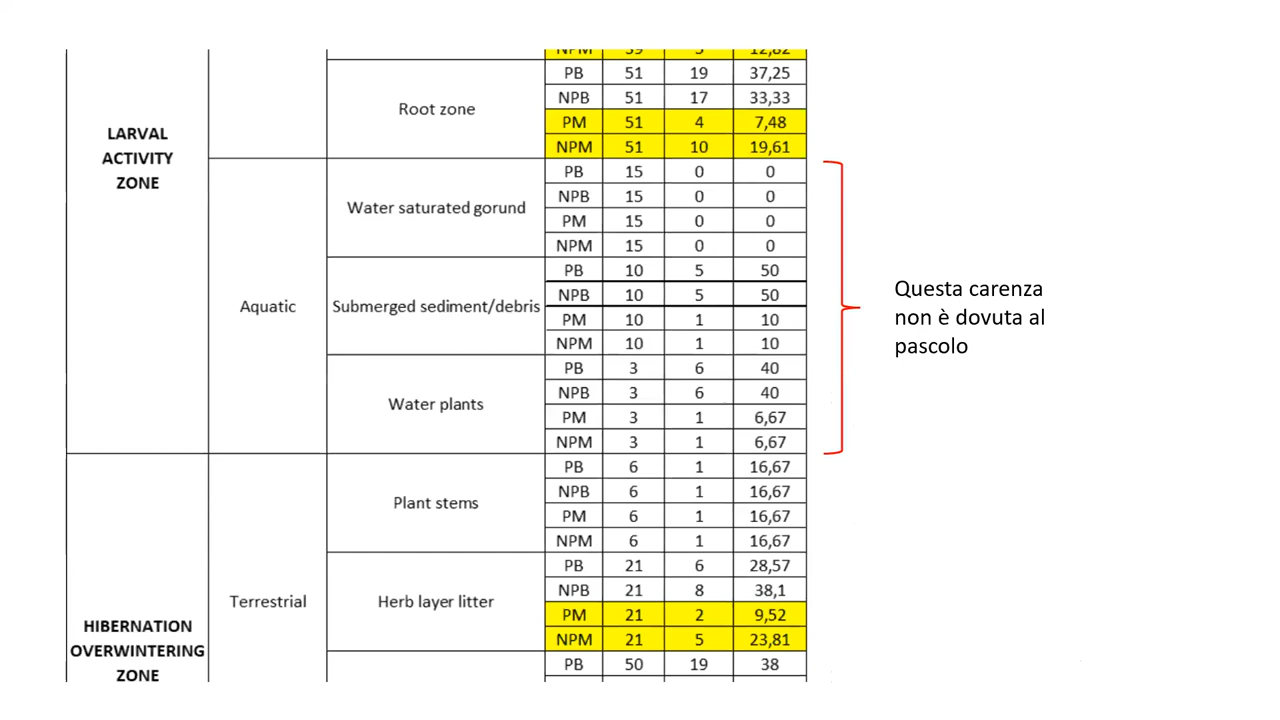 NPM 39 5 12,82
LARVAL
ACTIVITY
ZONE
Root zone
PB 51 19 37,25
NPB 51 17 33,33
PM 51 4 7,48
NPM 51 10 19,61
Aquatic
Water saturated gorund
PB 15 0 0
NPB 15 0 0
PM 15 0 0
NPM 15 0 0
Submerged sediment/debris
PB 10 5 50
NPB 10 5 50
PM 10 1 10
NPM 10 1 10
Water plants
PB 3 6 40
NPB 3 6 40
PM 3 1 6,67
NPM 3 1 6,67
Questa carenza
non è dovuta al
pascolo
HIBERNATION
OVERWINTERING
ZONE
Terrestrial
Plant stems
PB 6 1 16,67
NPB 6 1 16,67
PM 6 1 16,67
NPM 6 1 16,67
Herb layer litter
PB 21 6 28,57
NPB 21 8 38,1
PM 21 2 9,52
NPM 21 5 23,81
PB 50 19 38